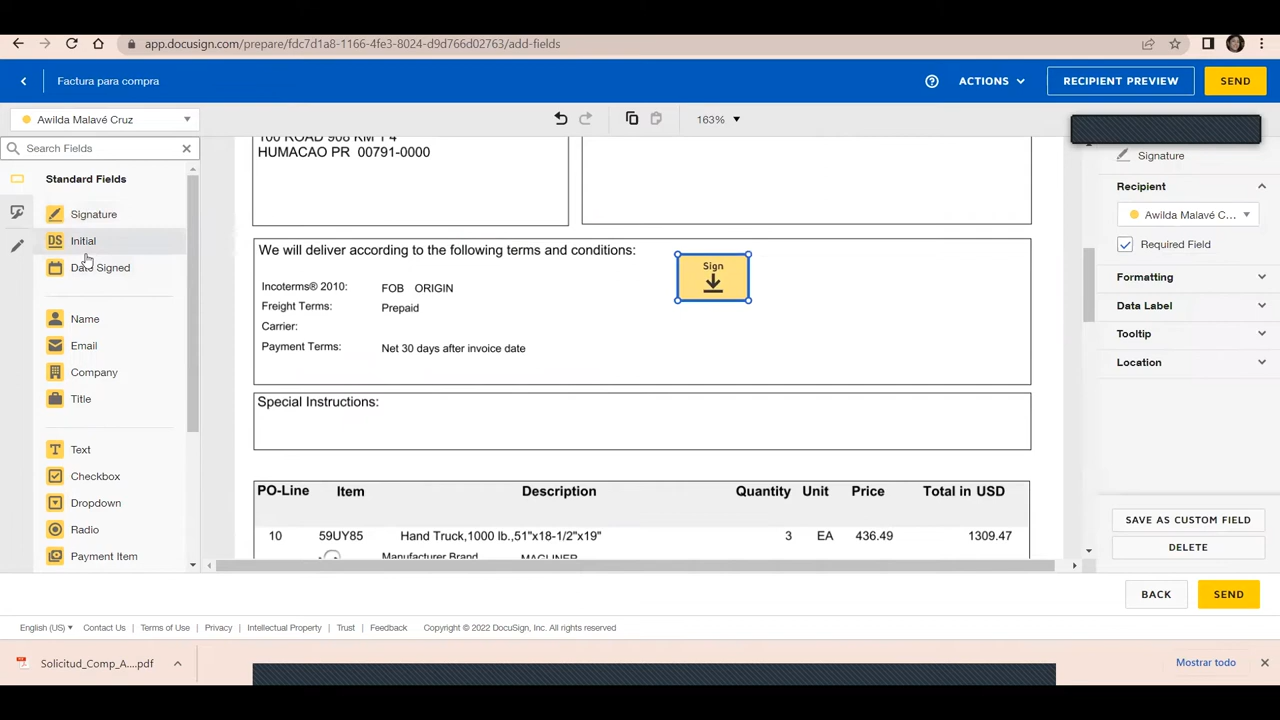 app.docusign.com/prepare/fdc7d1a8-1166-4fe3-8024-d9d766d02763/add-fields
Factura para compra
ACTIONS
RECIPIENT PREVIEW
SEND
Awilda Malavé Cruz
163%
Search Fields
Standard Fields
Signature
DS Initial
Date Signed
Name
Email
Company
Title
Text
Checkbox
Dropdown
Radio
Payment Item
HUMACAO PR 00791-0000
We will deliver according to the following terms and conditions:
Sign
Incoterms® 2010: FOB ORIGIN
Freight Terms: Prepaid
Carrier:
Payment Terms: Net 30 days after invoice date
Special Instructions:
PO-Line Item Description Quantity Unit Price Total in USD
10 59UY85 Hand Truck,1000 lb.,51"x18-1/2"x19" 3 EA 436.49 1309.47
Manufacturer Brand MAGLINER
Signature
Recipient
Awilda Malavé C...
Required Field
Formatting
Data Label
Tooltip
Location
SAVE AS CUSTOM FIELD
DELETE
BACK
SEND
English (US) Contact Us Terms of Use Privacy Intellectual Property Trust Feedback Copyright © 2022 DocuSign, Inc. All rights reserved
Solicitud_Comp_A....pdf
Mostrar todo